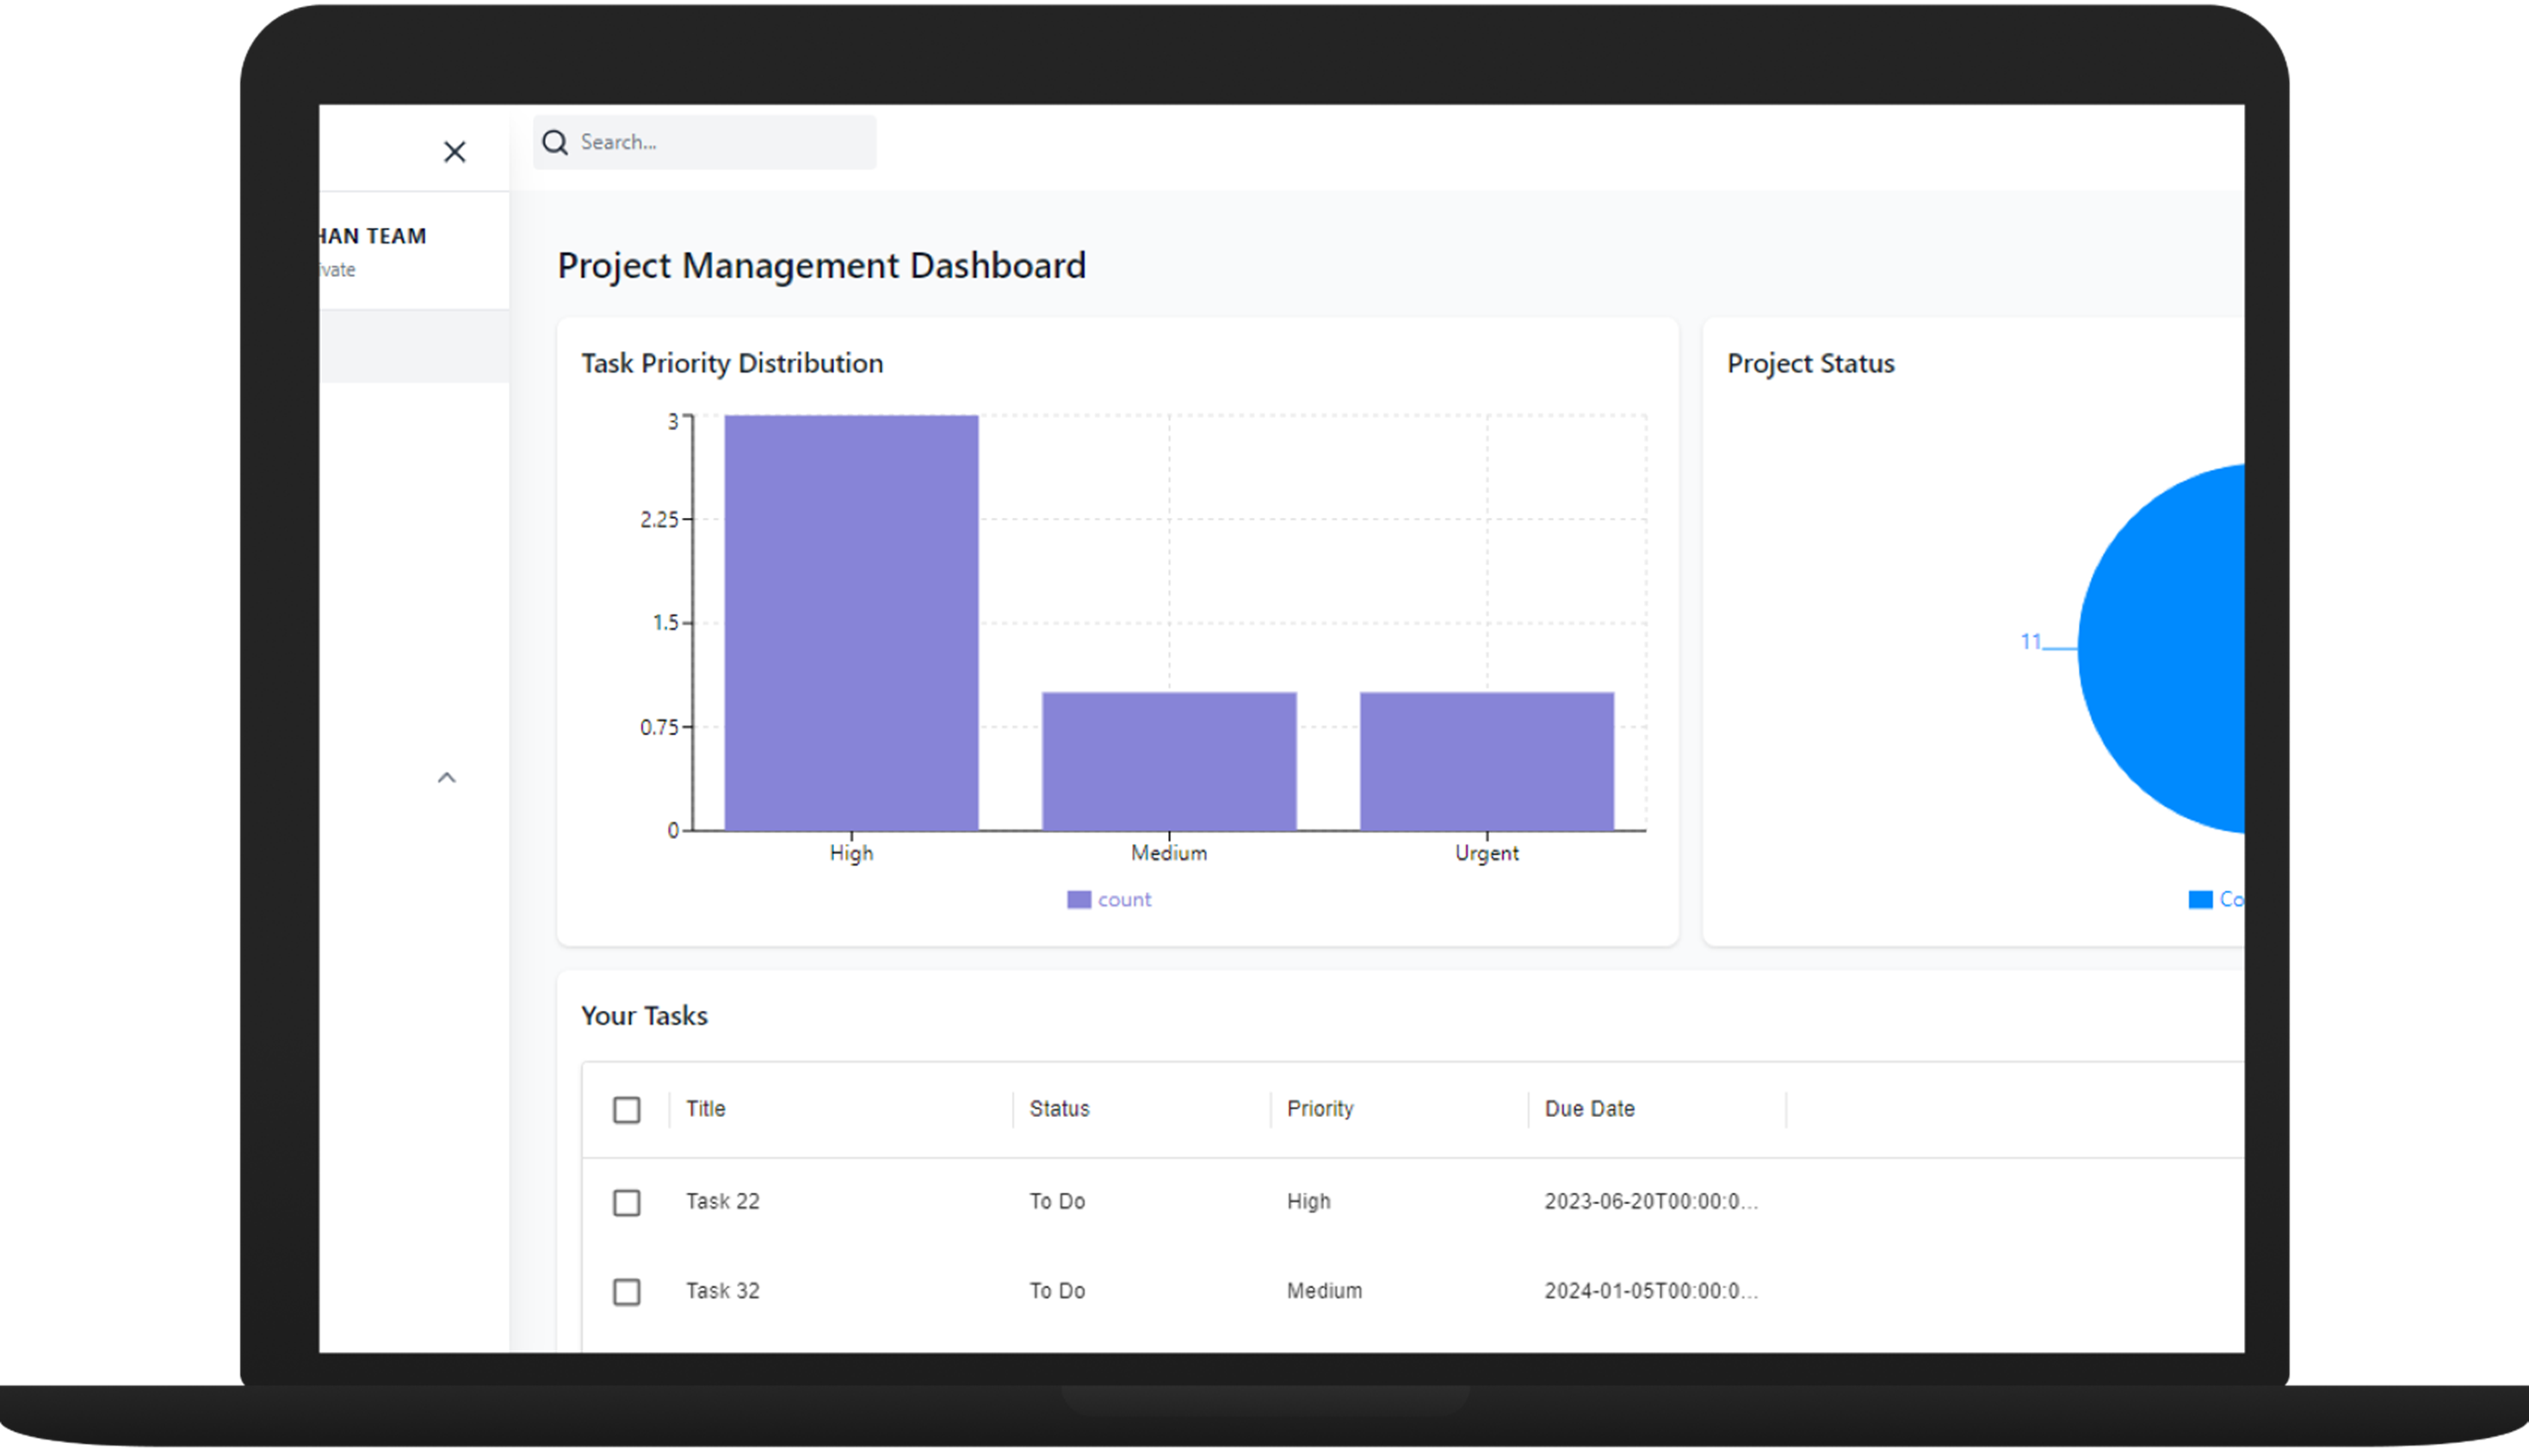 Search...
HAN TEAM
ivate
Project Management Dashboard
Task Priority Distribution
3
2.25
1.5
0.75
0
High Medium Urgent
count
Project Status
11
Co
Your Tasks
Title Status Priority Due Date
Task 22 To Do High 2023-06-20T00:00:0...
Task 32 To Do Medium 2024-01-05T00:00:0...